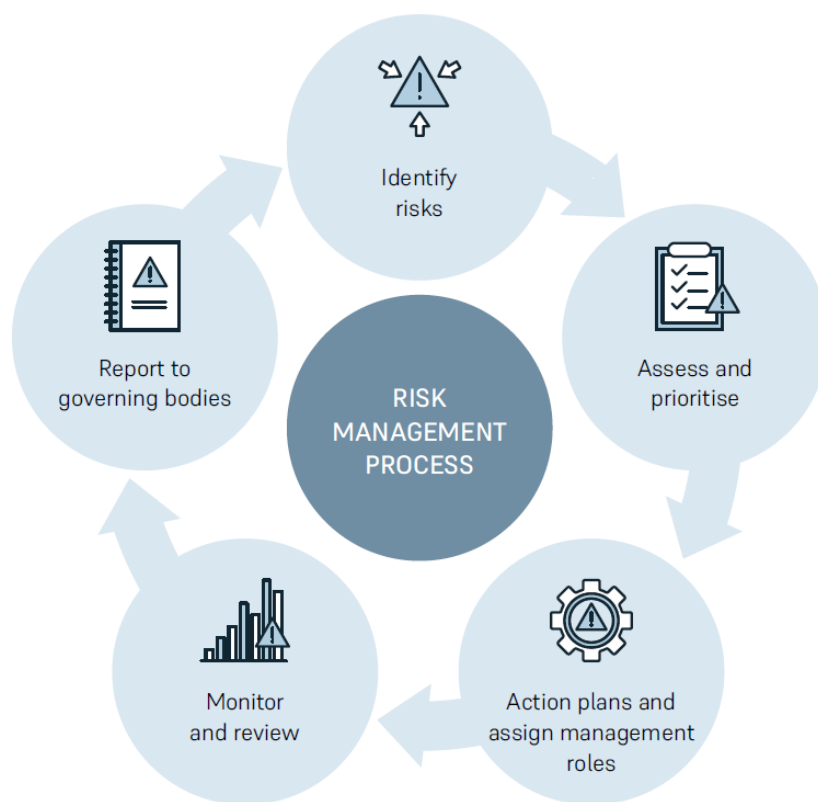 Identify
risks
Assess and
prioritise
Action plans and
assign management
roles
Monitor
and review
Report to
governing bodies
RISK
MANAGEMENT
PROCESS